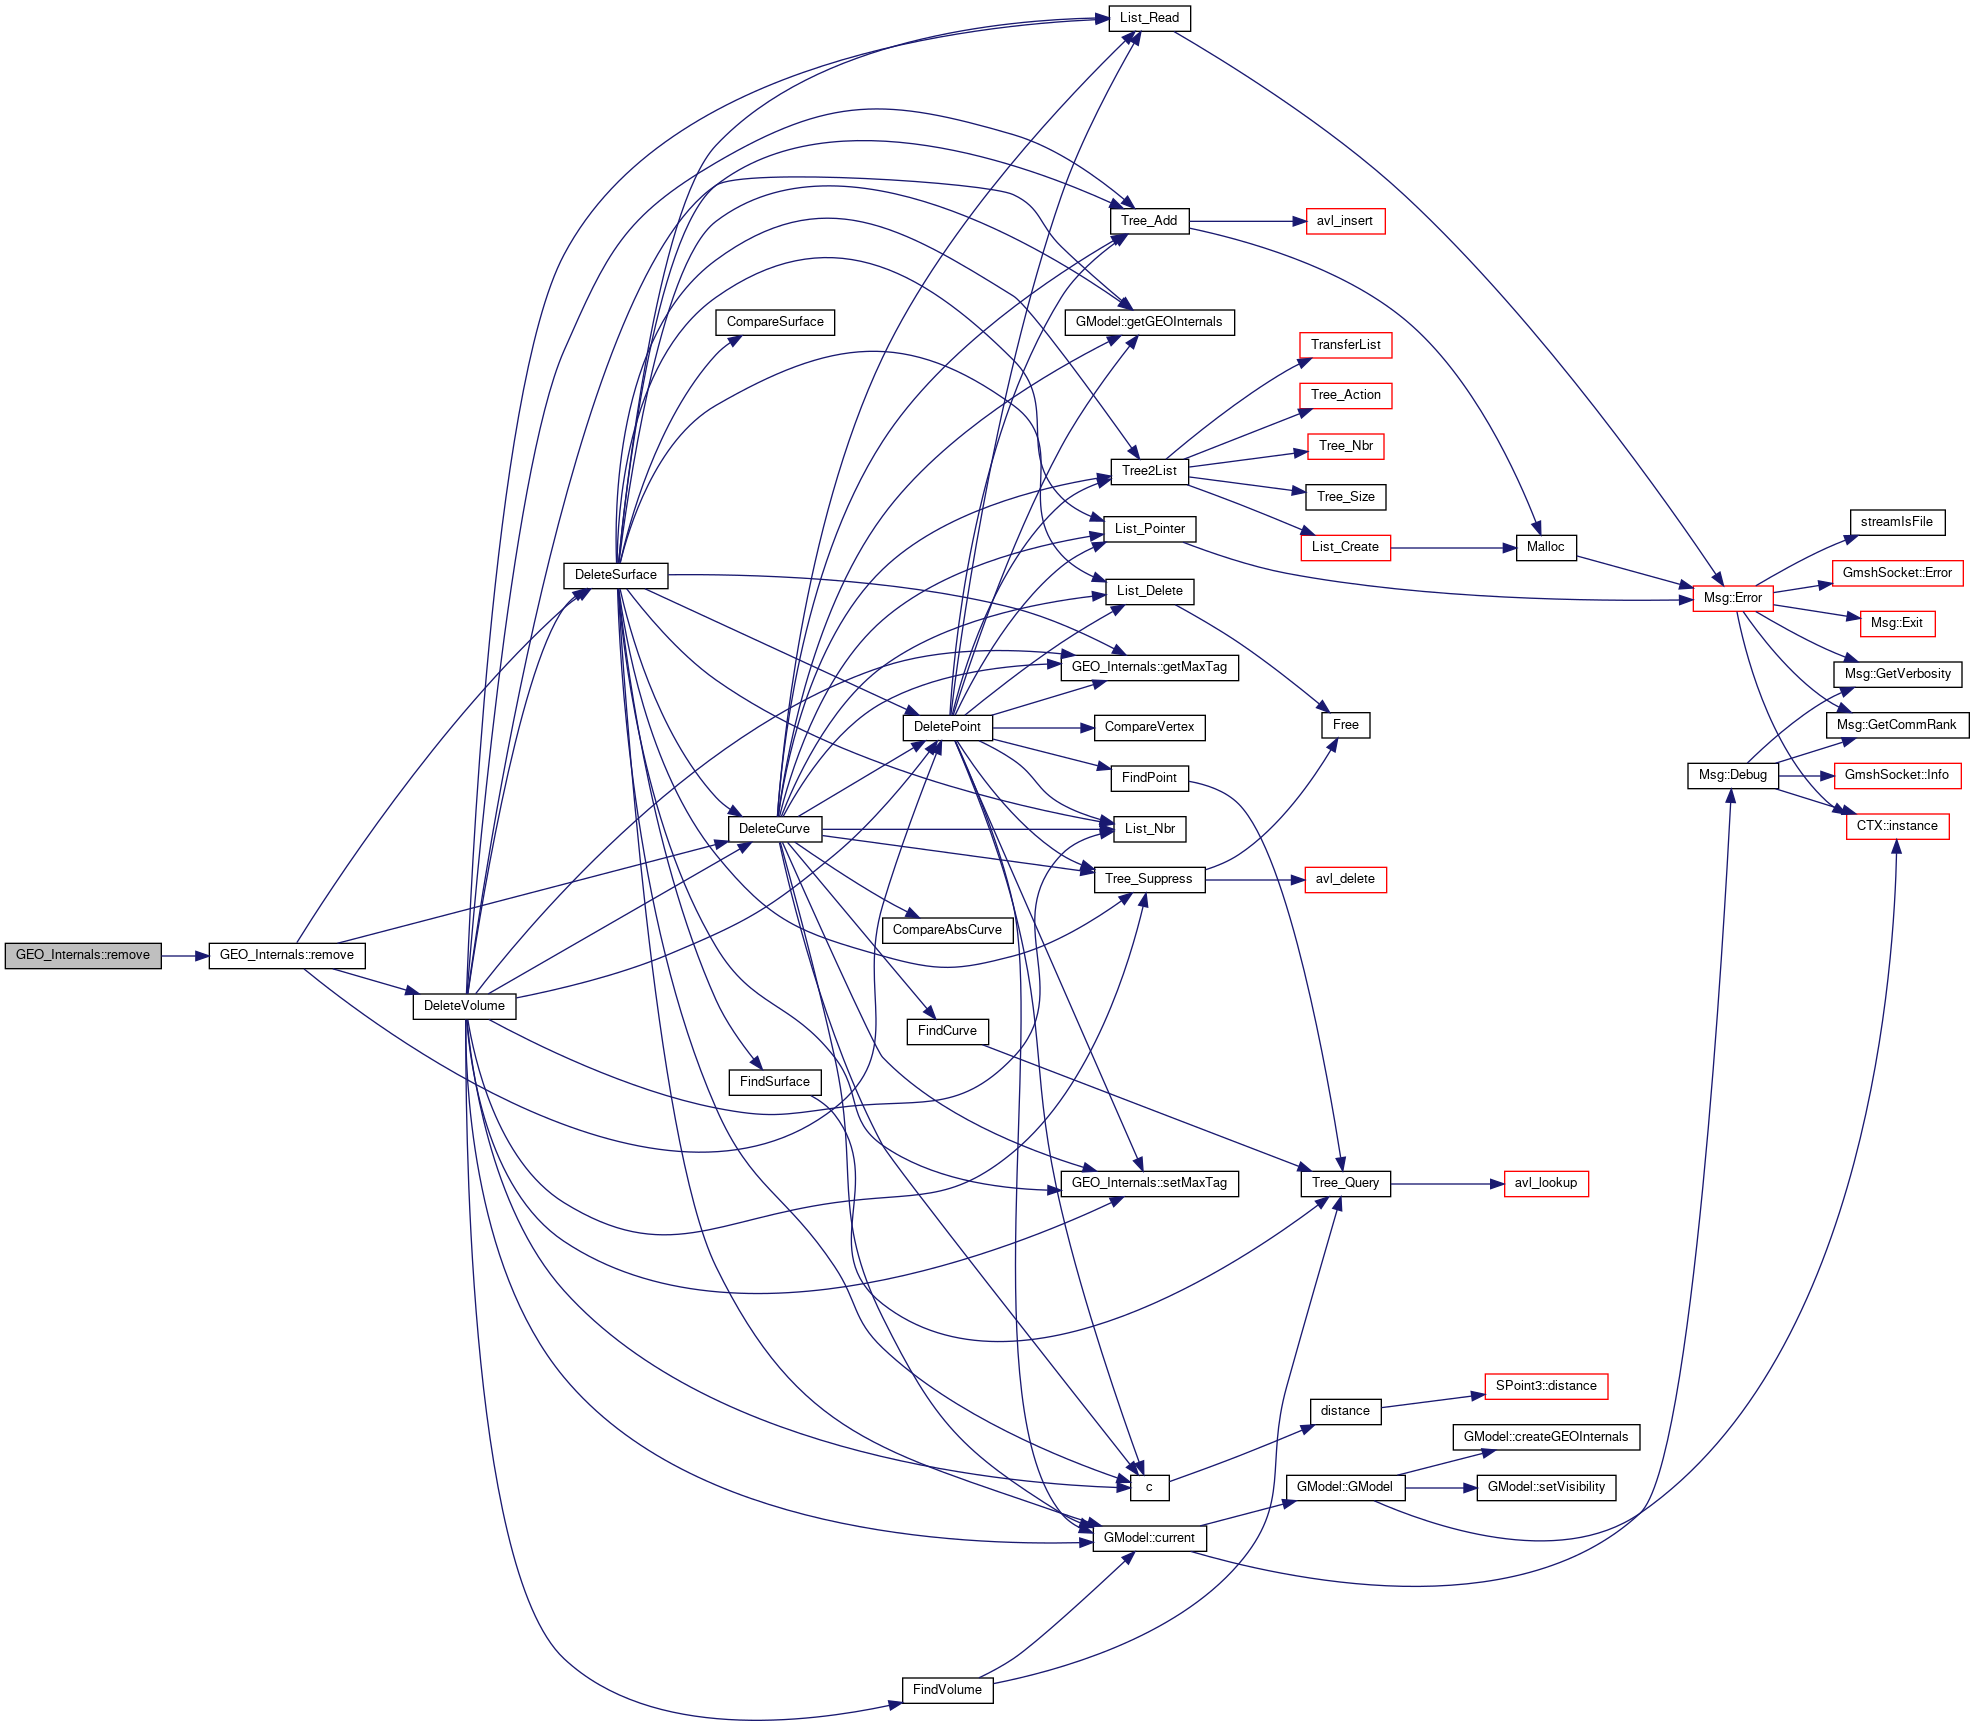 List_Read
Tree_Add
avl_insert
CompareSurface
GModel::getGEOInternals
TransferList
Tree_Action
Tree_Nbr
Tree2List
Tree_Size
List_Pointer
streamIsFile
List_Create
Malloc
DeleteSurface
GmshSocket::Error
List_Delete
Msg::Error
Msg::Exit
GEO_Internals::getMaxTag
Msg::GetVerbosity
DeletePoint
CompareVertex
Free
Msg::GetCommRank
FindPoint
Msg::Debug
GmshSocket::Info
DeleteCurve
List_Nbr
CTX::instance
Tree_Suppress
avl_delete
CompareAbsCurve
GEO_Internals::remove
GEO_Internals::remove
DeleteVolume
FindCurve
FindSurface
GEO_Internals::setMaxTag
Tree_Query
avl_lookup
SPoint3::distance
distance
GModel::createGEOInternals
c
GModel::GModel
GModel::setVisibility
GModel::current
FindVolume